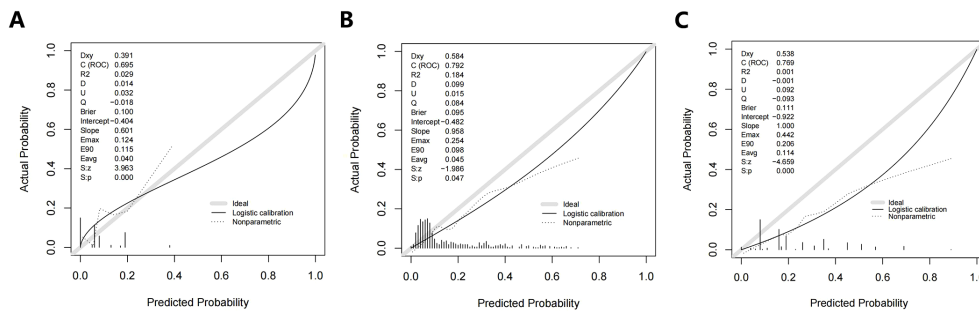 A
Actual Probability
1.0
0.8
0.6
0.4
0.2
0.0
Dxy 0.391
C (ROC) 0.695
R2 0.029
D 0.014
U 0.032
Q −0.018
Brier 0.100
Intercept −0.404
Slope 0.601
Emax 0.124
E90 0.115
Eavg 0.040
S:z 3.963
S:p 0.000
Ideal
Logistic calibration
Nonparametric
0.0 0.2 0.4 0.6 0.8 1.0
Predicted Probability
B
Actual Probability
1.0
0.8
0.6
0.4
0.2
0.0
Dxy 0.584
C (ROC) 0.792
R2 0.184
D 0.099
U 0.015
Q 0.084
Brier 0.095
Intercept −0.482
Slope 0.958
Emax 0.254
E90 0.098
Eavg 0.045
S:z −1.986
S:p 0.047
Ideal
Logistic calibration
Nonparametric
0.0 0.2 0.4 0.6 0.8 1.0
Predicted Probability
C
Actual Probability
1.0
0.8
0.6
0.4
0.2
0.0
Dxy 0.538
C (ROC) 0.769
R2 0.001
D −0.001
U 0.092
Q −0.093
Brier 0.111
Intercept −0.922
Slope 1.000
Emax 0.442
E90 0.206
Eavg 0.114
S:z −4.659
S:p 0.000
Ideal
Logistic calibration
Nonparametric
0.0 0.2 0.4 0.6 0.8 1.0
Predicted Probability